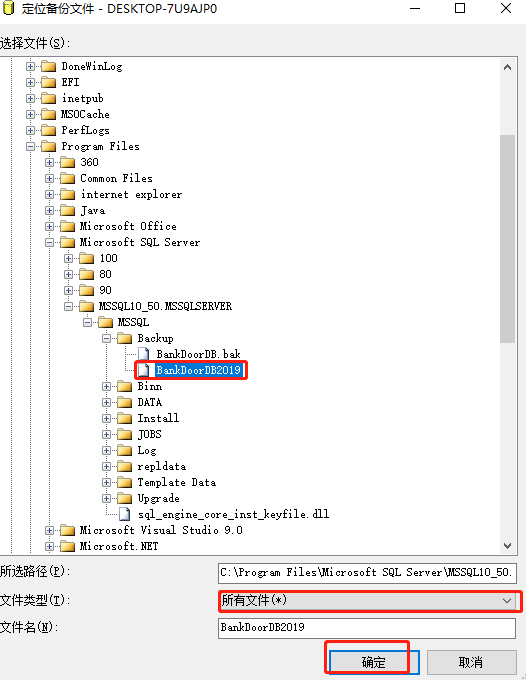 定位备份文件 - DESKTOP-7U9AJP0
选择文件(S):
DoneWinLog
EFI
inetpub
MSOCache
PerfLogs
Program Files
360
Common Files
internet explorer
Java
Microsoft Office
Microsoft SQL Server
100
80
90
MSSQL10_50.MSSQLSERVER
MSSQL
Backup
BankDoorDB.bak
BankDoorDB2019
Binn
DATA
Install
JOBS
Log
repldata
Template Data
Upgrade
sql_engine_core_inst_keyfile.dll
Microsoft Visual Studio 9.0
Microsoft.NET
所选路径(P): C:\Program Files\Microsoft SQL Server\MSSQL10_50.
文件类型(T): 所有文件(*)
文件名(N): BankDoorDB2019
确定 取消